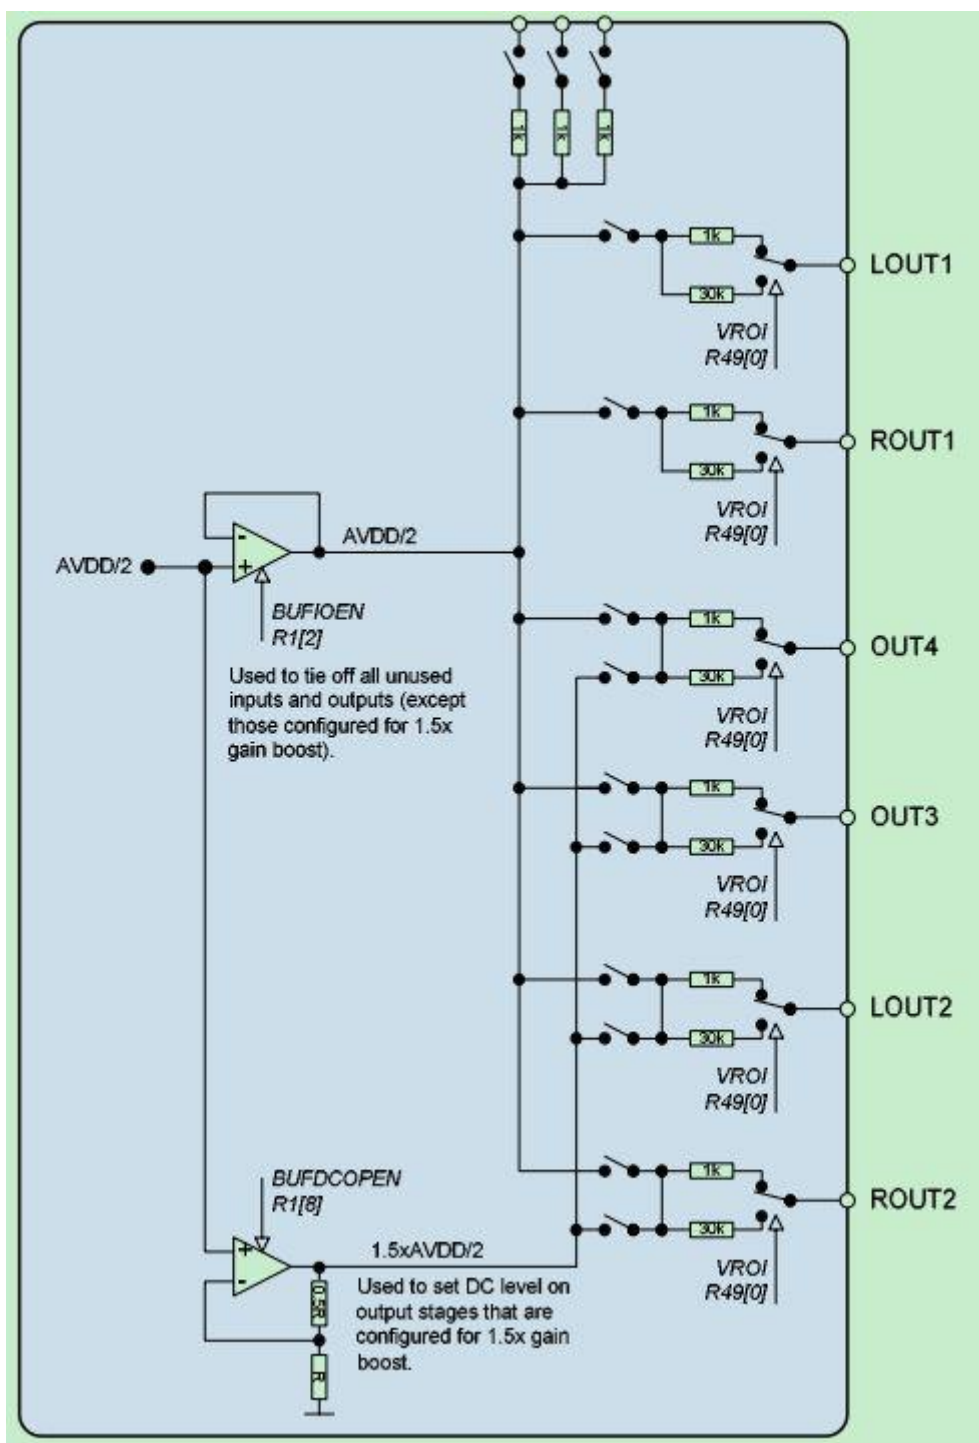 1k
1k
1k
1k
LOUT1
30k
VROI
R49[0]
1k
ROUT1
30k
VROI
R49[0]
AVDD/2
AVDD/2
-
+
BUFIOEN
R1[2]
Used to tie off all unused
inputs and outputs (except
those configured for 1.5x
gain boost).
1k
OUT4
30k
VROI
R49[0]
1k
OUT3
30k
VROI
R49[0]
1k
LOUT2
30k
VROI
R49[0]
1k
ROUT2
30k
VROI
R49[0]
BUFDCOPEN
R1[8]
+
-
1.5xAVDD/2
Used to set DC level on
output stages that are
configured for 1.5x gain
boost.
0.5R
R